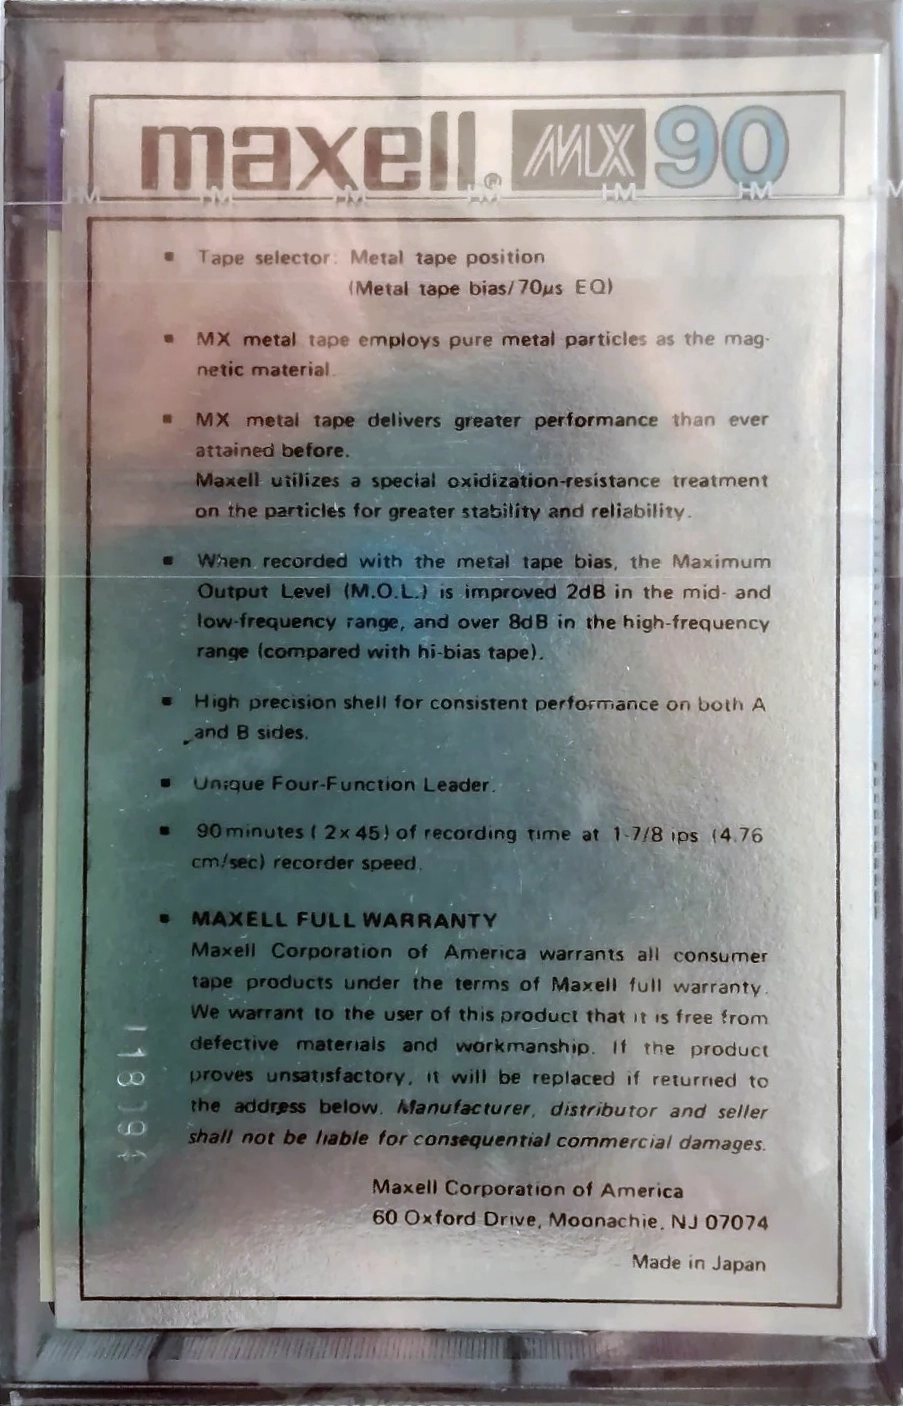 maxell® MX 90
HM HM HM HM HM HM HM
▪ Tape selector: Metal tape position
(Metal tape bias/70µs EQ)
▪ MX metal tape employs pure metal particles as the mag-
netic material.
▪ MX metal tape delivers greater performance than ever
attained before.
Maxell utilizes a special oxidization-resistance treatment
on the particles for greater stability and reliability.
▪ When recorded with the metal tape bias, the Maximum
Output Level (M.O.L.) is improved 2dB in the mid- and
low-frequency range, and over 8dB in the high-frequency
range (compared with hi-bias tape).
▪ High precision shell for consistent performance on both A
and B sides.
▪ Unique Four-Function Leader.
▪ 90 minutes (2x45) of recording time at 1-7/8 ips (4.76
cm/sec) recorder speed.
▪ MAXELL FULL WARRANTY
Maxell Corporation of America warrants all consumer
tape products under the terms of Maxell full warranty.
We warrant to the user of this product that it is free from
defective materials and workmanship. If the product
proves unsatisfactory, it will be replaced if returned to
the address below. Manufacturer, distributor and seller
shall not be liable for consequential commercial damages.
Maxell Corporation of America
60 Oxford Drive, Moonachie, NJ 07074
Made in Japan